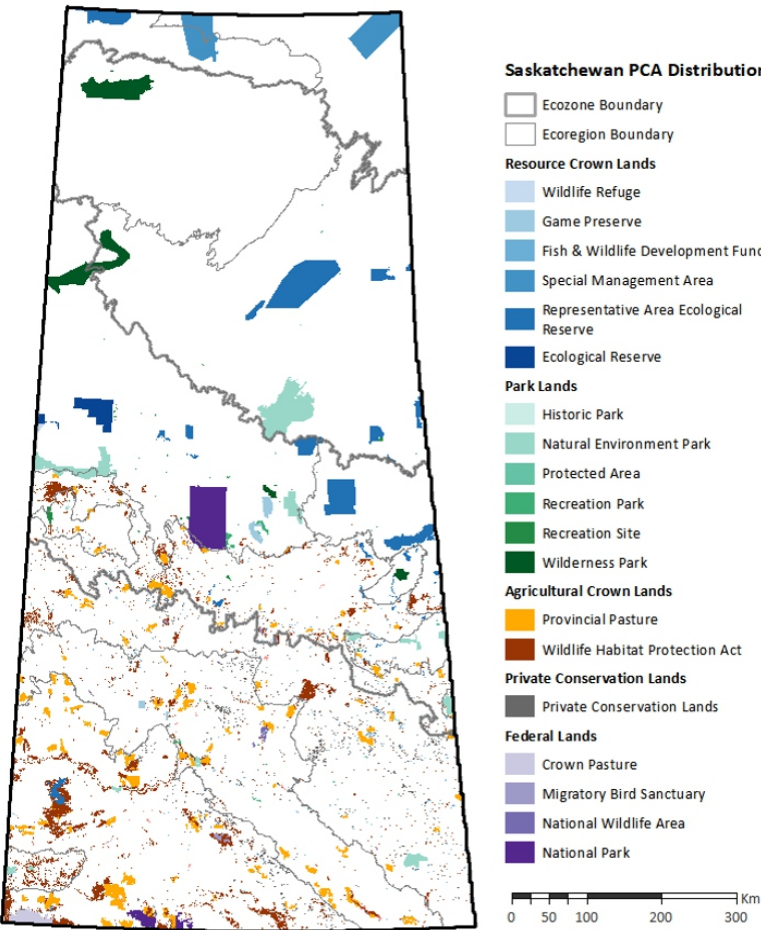 Saskatchewan PCA Distribution
Ecozone Boundary
Ecoregion Boundary
Resource Crown Lands
Wildlife Refuge
Game Preserve
Fish & Wildlife Development Fund
Special Management Area
Representative Area Ecological
Reserve
Ecological Reserve
Park Lands
Historic Park
Natural Environment Park
Protected Area
Recreation Park
Recreation Site
Wilderness Park
Agricultural Crown Lands
Provincial Pasture
Wildlife Habitat Protection Act
Private Conservation Lands
Private Conservation Lands
Federal Lands
Crown Pasture
Migratory Bird Sanctuary
National Wildlife Area
National Park
Km
0 50 100 200 300